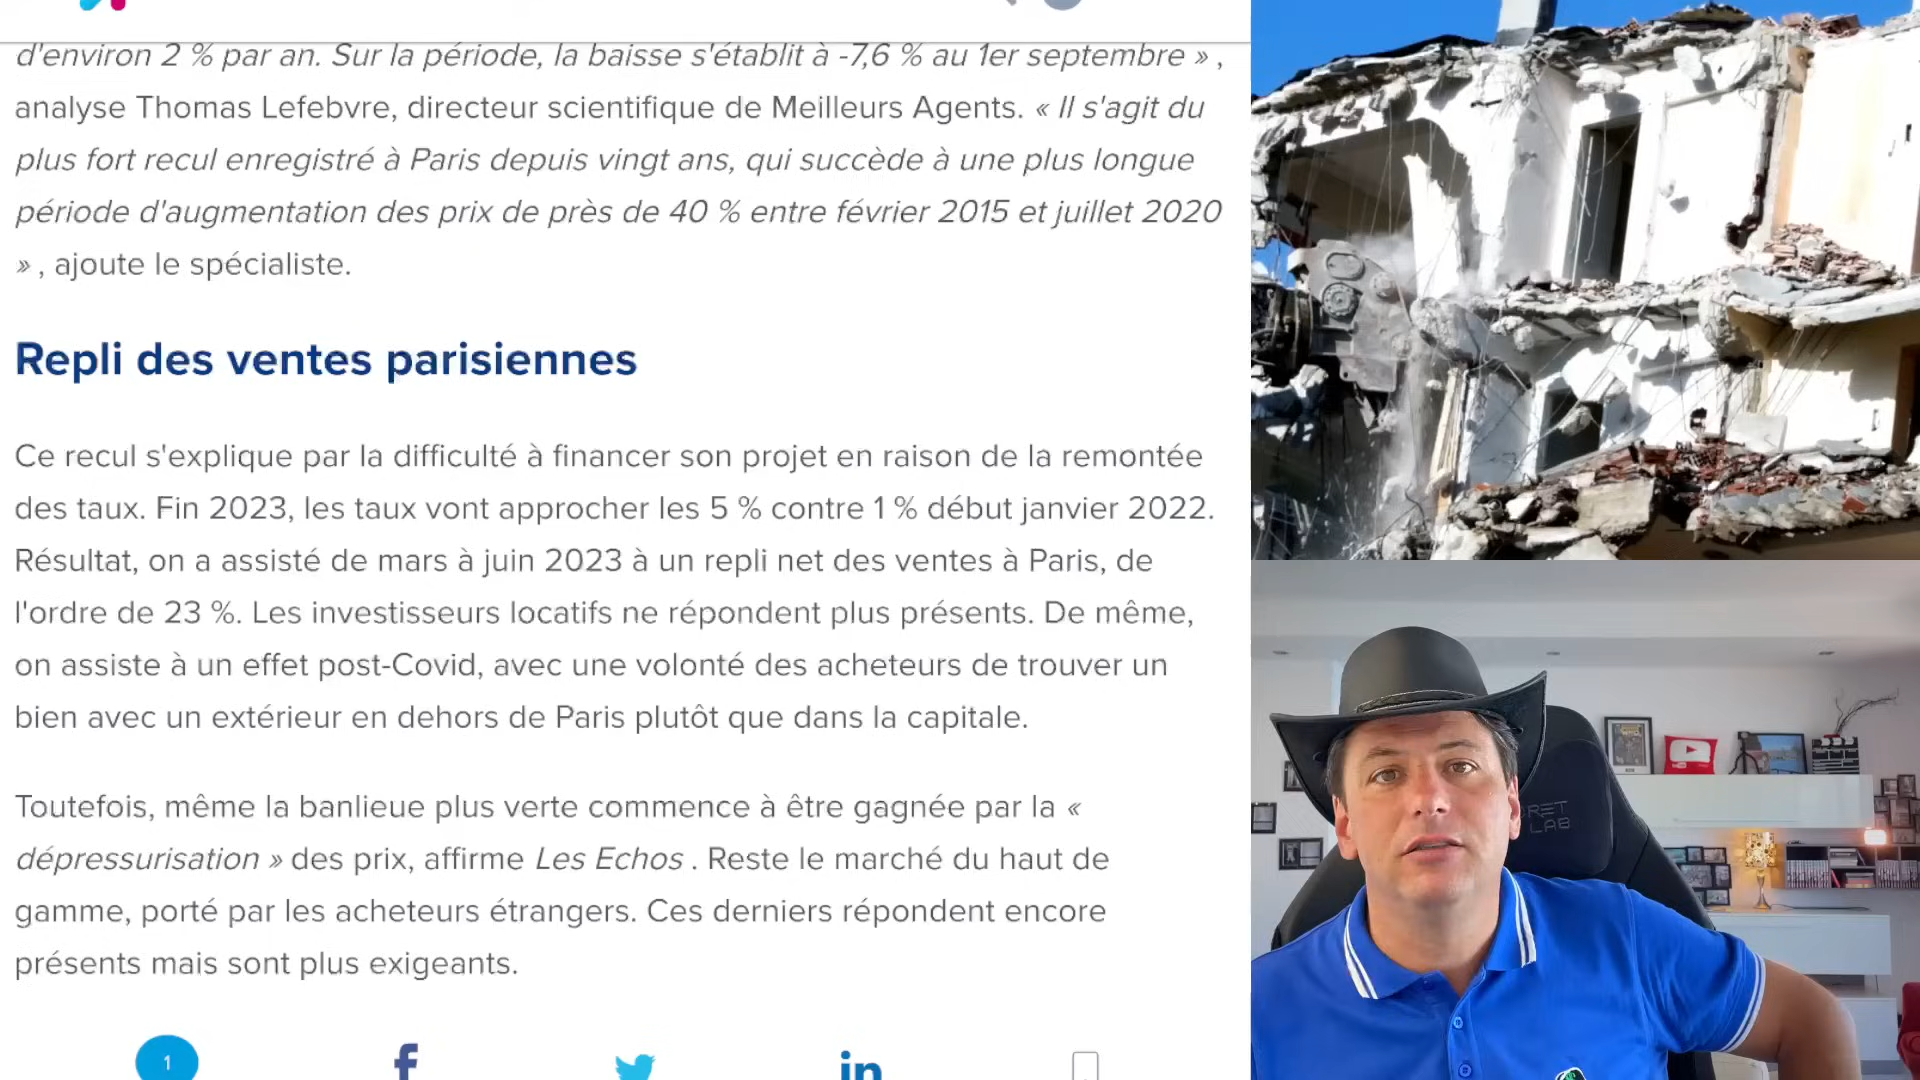 d'environ 2 % par an. Sur la période, la baisse s'établit à -7,6 % au 1er septembre » ,
analyse Thomas Lefebvre, directeur scientifique de Meilleurs Agents. « Il s'agit du
plus fort recul enregistré à Paris depuis vingt ans, qui succède à une plus longue
période d'augmentation des prix de près de 40 % entre février 2015 et juillet 2020
» , ajoute le spécialiste.
Repli des ventes parisiennes
Ce recul s'explique par la difficulté à financer son projet en raison de la remontée
des taux. Fin 2023, les taux vont approcher les 5 % contre 1 % début janvier 2022.
Résultat, on a assisté de mars à juin 2023 à un repli net des ventes à Paris, de
l'ordre de 23 %. Les investisseurs locatifs ne répondent plus présents. De même,
on assiste à un effet post-Covid, avec une volonté des acheteurs de trouver un
bien avec un extérieur en dehors de Paris plutôt que dans la capitale.
Toutefois, même la banlieue plus verte commence à être gagnée par la «
dépressurisation » des prix, affirme Les Echos . Reste le marché du haut de
gamme, porté par les acheteurs étrangers. Ces derniers répondent encore
présents mais sont plus exigeants.
1
RET
LAB